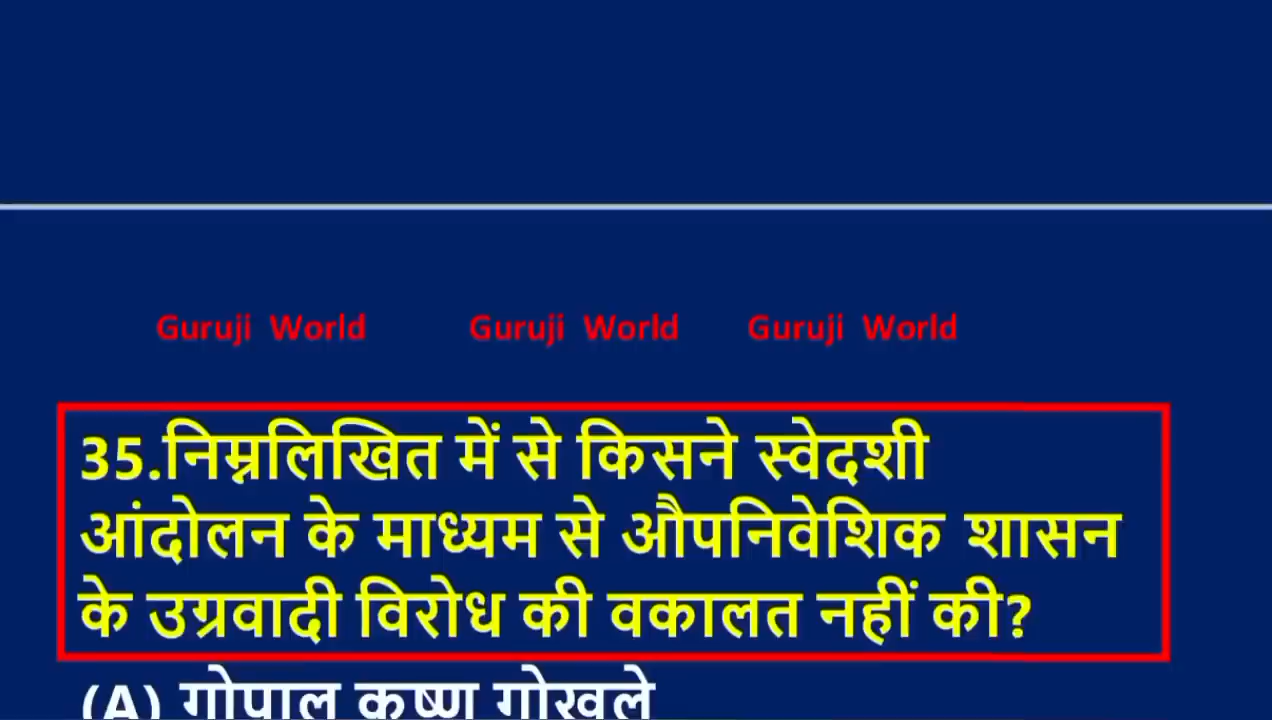 Guruji World Guruji World Guruji World
35.निम्नलिखित में से किसने स्वेदशी
आंदोलन के माध्यम से औपनिवेशिक शासन
के उग्रवादी विरोध की वकालत नहीं की?
(A) गोपाल कृष्ण गोखले